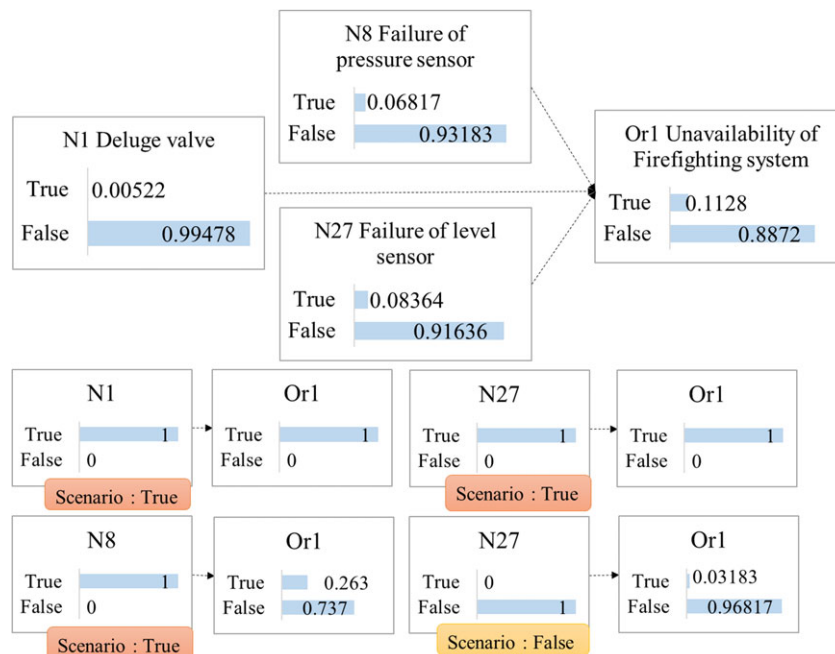 N8 Failure of
pressure sensor
True 0.06817
False 0.93183
N1 Deluge valve
True 0.00522
False 0.99478
Or1 Unavailability of
Firefighting system
True 0.1128
False 0.8872
N27 Failure of level
sensor
True 0.08364
False 0.91636
N1
True 1
False 0
Scenario : True
Or1
True 1
False 0
N27
True 1
False 0
Scenario : True
Or1
True 1
False 0
N8
True 1
False 0
Scenario : True
Or1
True 0.263
False 0.737
N27
True 0
False 1
Scenario : False
Or1
True 0.03183
False 0.96817